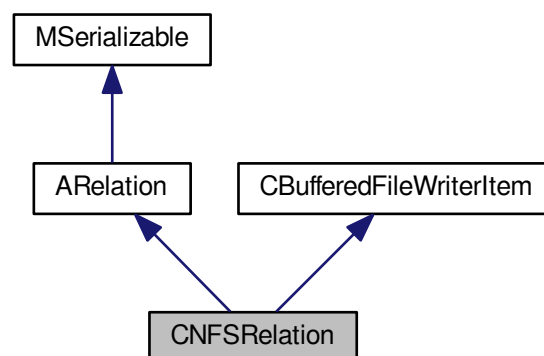 MSerializable
ARelation
CBufferedFileWriterItem
CNFSRelation